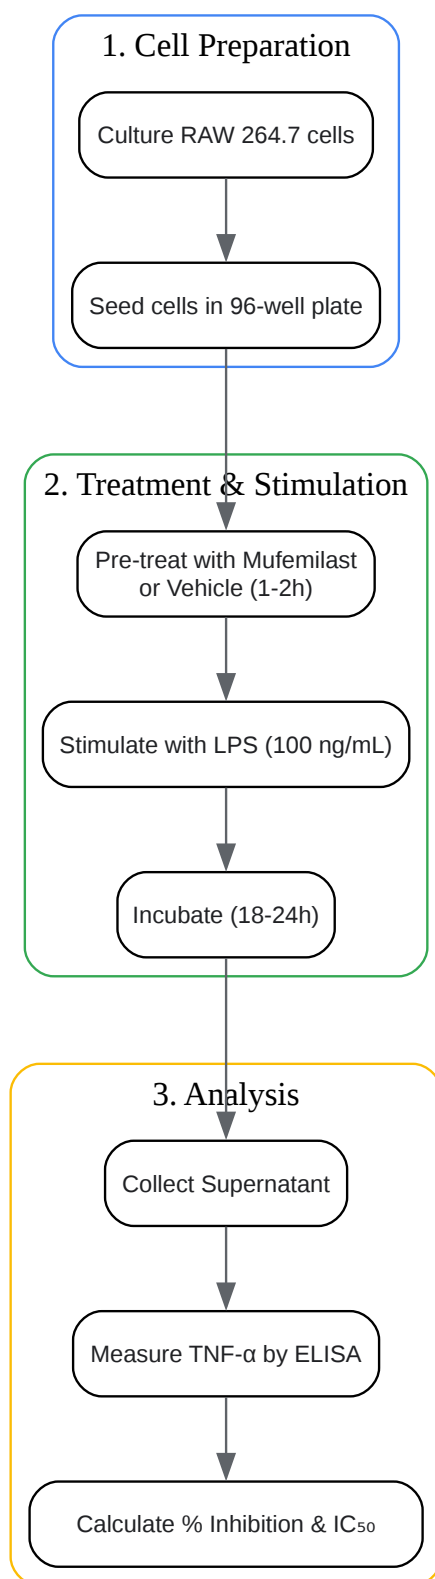 1. Cell Preparation
Culture RAW 264.7 cells
Seed cells in 96-well plate
2. Treatment & Stimulation
Pre-treat with Mufemilast
or Vehicle (1-2h)
Stimulate with LPS (100 ng/mL)
Incubate (18-24h)
3. Analysis
Collect Supernatant
Measure TNF-α by ELISA
Calculate % Inhibition & IC₅₀